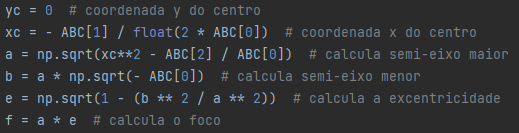 yc = 0  # coordenada y do centro
xc = - ABC[1] / float(2 * ABC[0])  # coordenada x do centro
a = np.sqrt(xc**2 - ABC[2] / ABC[0])  # calcula semi-eixo maior
b = a * np.sqrt(- ABC[0])  # calcula semi-eixo menor
e = np.sqrt(1 - (b ** 2 / a ** 2))  # calcula a excentricidade
f = a * e  # calcula o foco